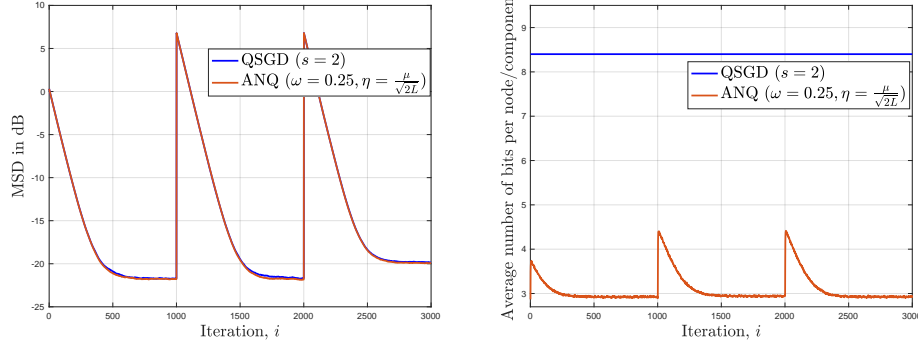 10
5
0
-5
-10
-15
-20
-25
MSD in dB
0 500 1000 1500 2000 2500 3000
Iteration, i
QSGD (s = 2)
ANQ (ω = 0.25, η = μ/√2L)
9
8
7
6
5
4
3
Average number of bits per node/component
0 500 1000 1500 2000 2500 3000
Iteration, i
QSGD (s = 2)
ANQ (ω = 0.25, η = μ/√2L)